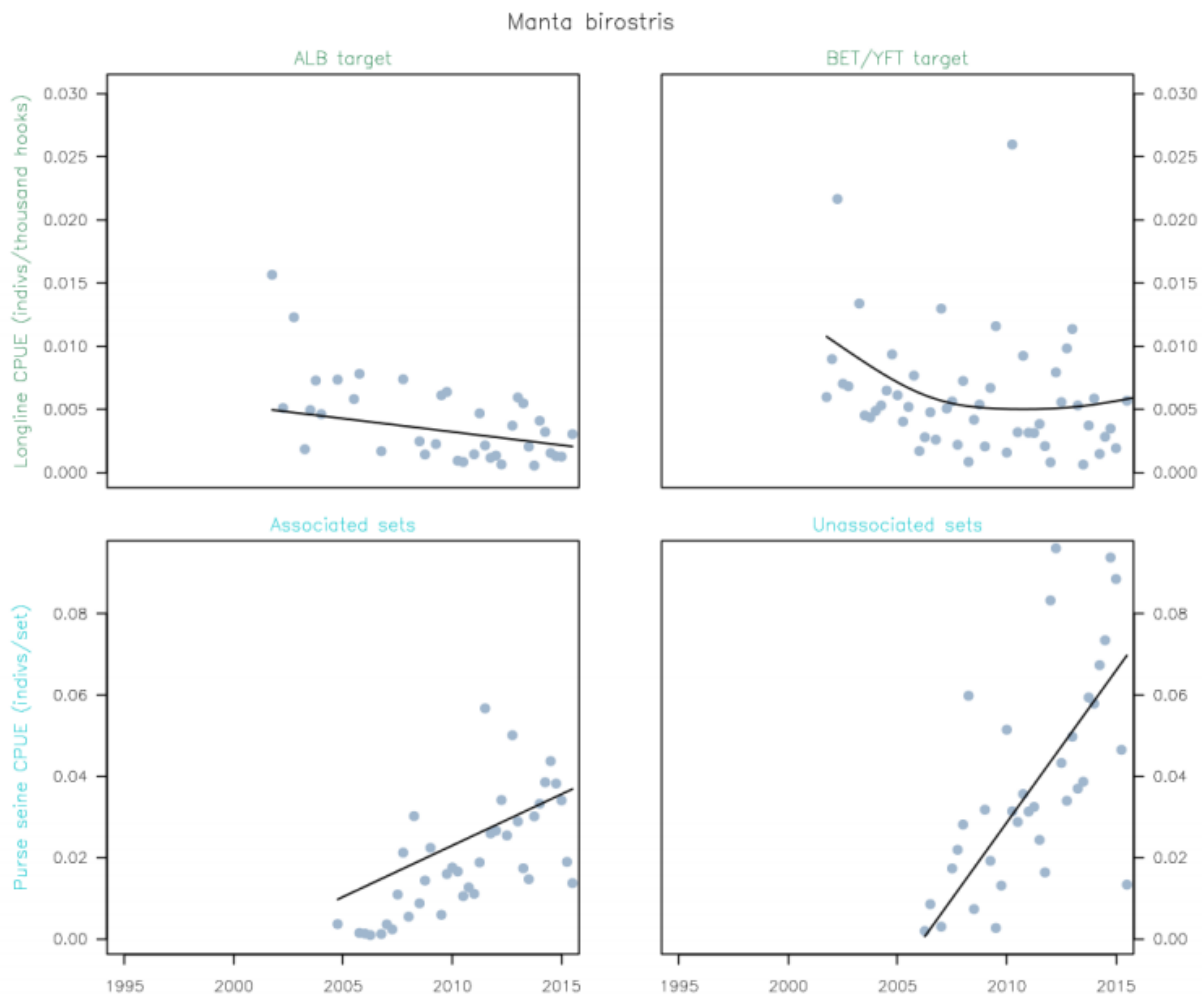 Manta birostris
ALB target
BET/YFT target
Longline CPUE (indivs/thousand hooks)
0.030
0.025
0.020
0.015
0.010
0.005
0.000
0.030
0.025
0.020
0.015
0.010
0.005
0.000
Associated sets
Unassociated sets
Purse seine CPUE (indivs/set)
0.08
0.06
0.04
0.02
0.00
0.08
0.06
0.04
0.02
0.00
1995 2000 2005 2010 2015
1995 2000 2005 2010 2015